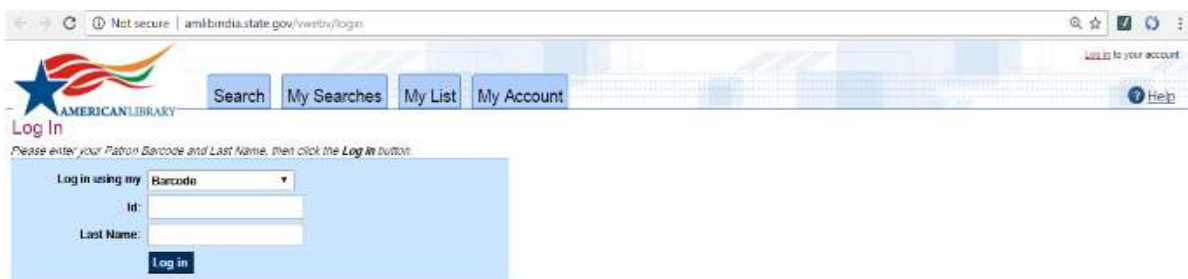 Not secure | amlibindia.state.gov/vwebv/login
Log in to your account
Search My Searches My List My Account
Help
AMERICAN LIBRARY
Log In
Please enter your Patron Barcode and Last Name, then click the Log In button.
Log in using my Barcode
Id:
Last Name:
Log in